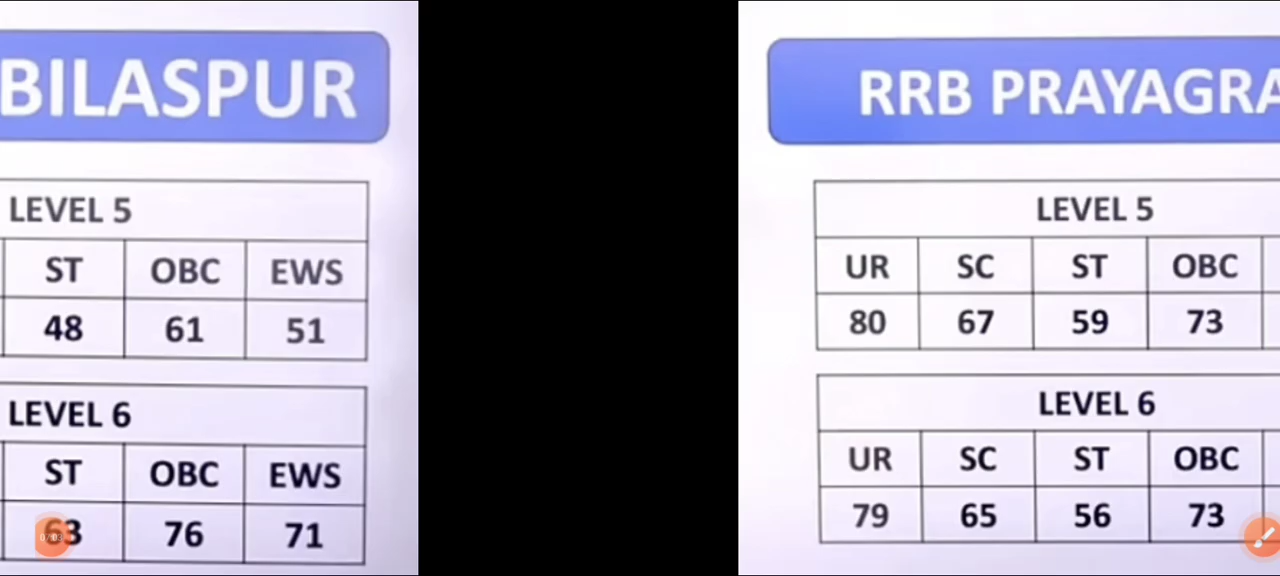 BILASPUR
LEVEL 5
ST OBC EWS
48 61 51
LEVEL 6
ST OBC EWS
63 76 71
07:03
RRB PRAYAGRA
LEVEL 5
UR SC ST OBC
80 67 59 73
LEVEL 6
UR SC ST OBC
79 65 56 73